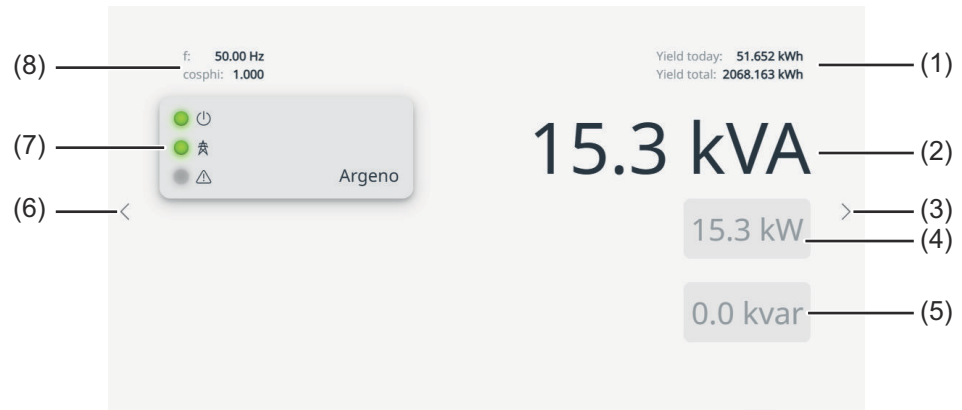 f: 50.00 Hz
cosphi: 1.000
Yield today: 51.652 kWh
Yield total: 2068.163 kWh
(8)
(1)
(7)
15.3 kVA
(2)
Argeno
(6)
<
>
(3)
15.3 kW
(4)
0.0 kvar
(5)